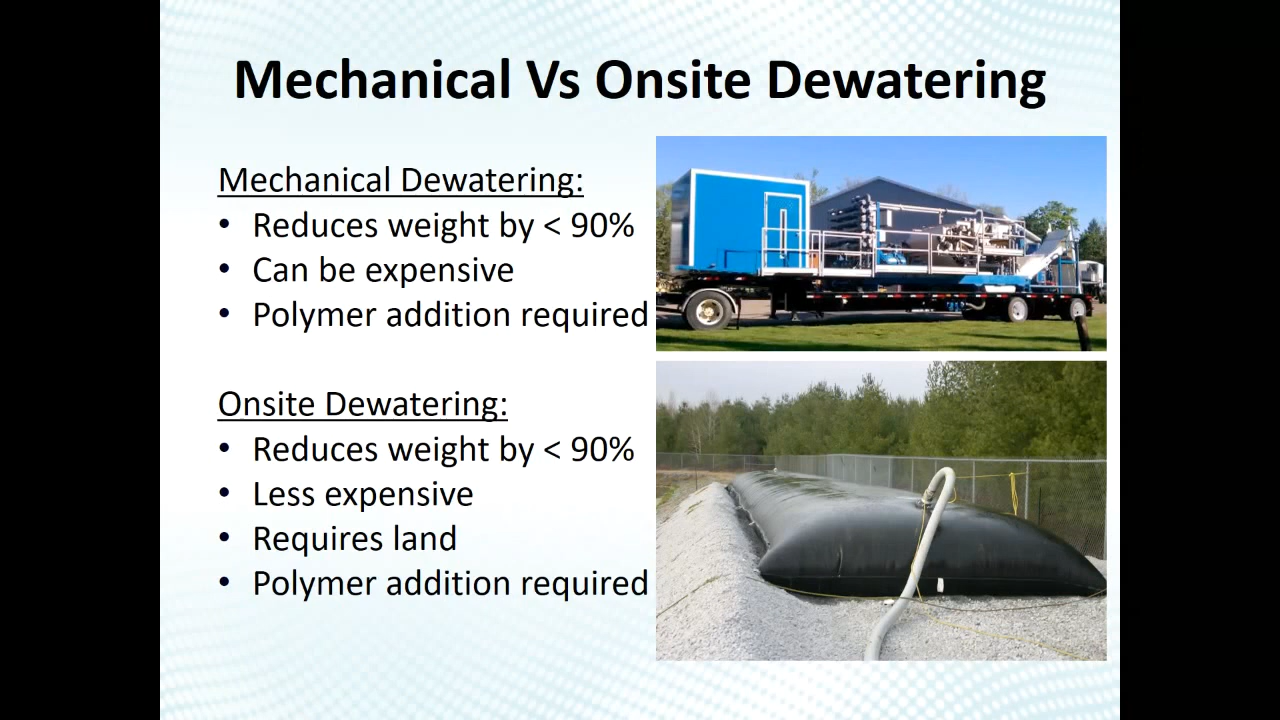 Mechanical Vs Onsite Dewatering
Mechanical Dewatering:
• Reduces weight by < 90%
• Can be expensive
• Polymer addition required
Onsite Dewatering:
• Reduces weight by < 90%
• Less expensive
• Requires land
• Polymer addition required